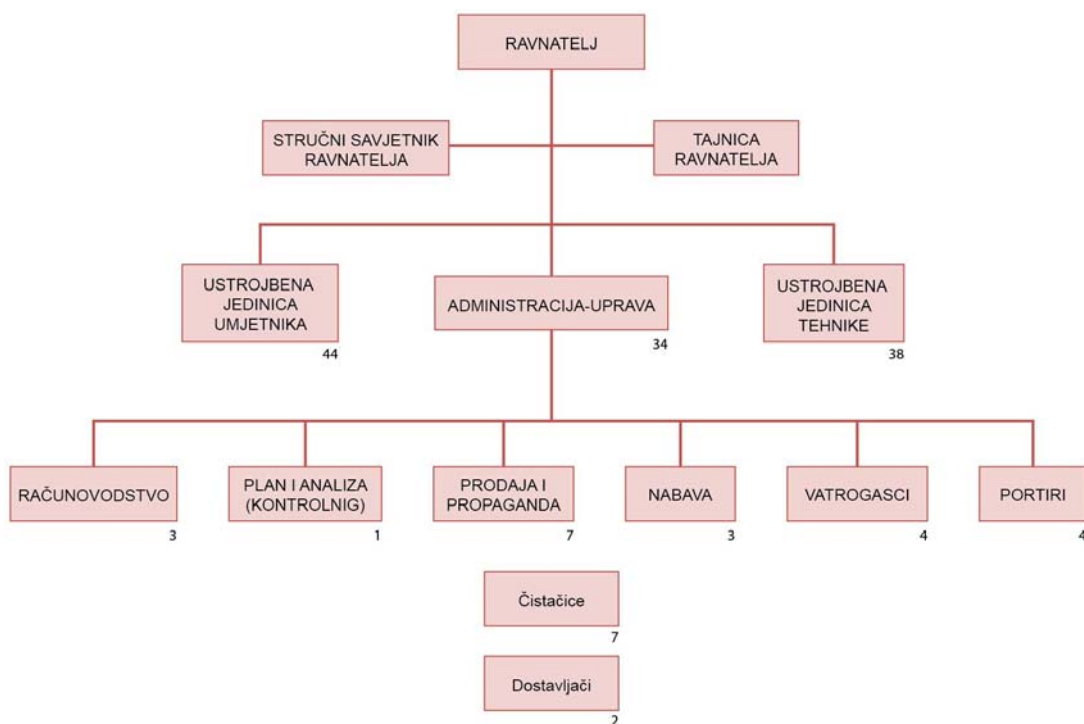 RAVNATELJ
STRUČNI SAVJETNIK
RAVNATELJA
TAJNICA
RAVNATELJA
USTROJBENA
JEDINICA
UMJETNIKA
44
ADMINISTRACIJA-UPRAVA
34
USTROJBENA
JEDINICA
TEHNIKE
38
RAČUNOVODSTVO
3
PLAN I ANALIZA
(KONTROLNIG)
1
PRODAJA I
PROPAGANDA
7
NABAVA
3
VATROGASCI
4
PORTIRI
4
Čistačice
7
Dostavljači
2